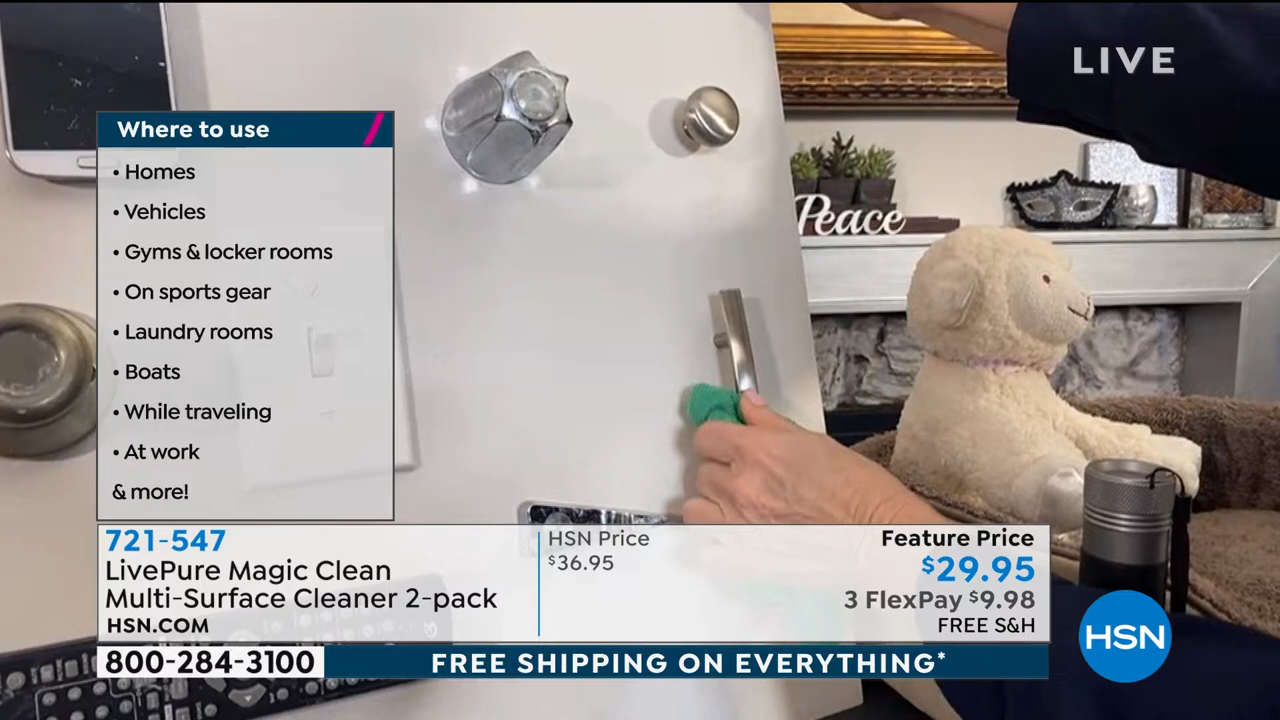 LIVE
Where to use
• Homes
• Vehicles
• Gyms & locker rooms
• On sports gear
• Laundry rooms
• Boats
• While traveling
• At work
& more!
Peace
721-547
LivePure Magic Clean
Multi-Surface Cleaner 2-pack
HSN.COM
HSN Price
$36.95
Feature Price
$29.95
3 FlexPay $9.98
FREE S&H
HSN
800-284-3100
FREE SHIPPING ON EVERYTHING*